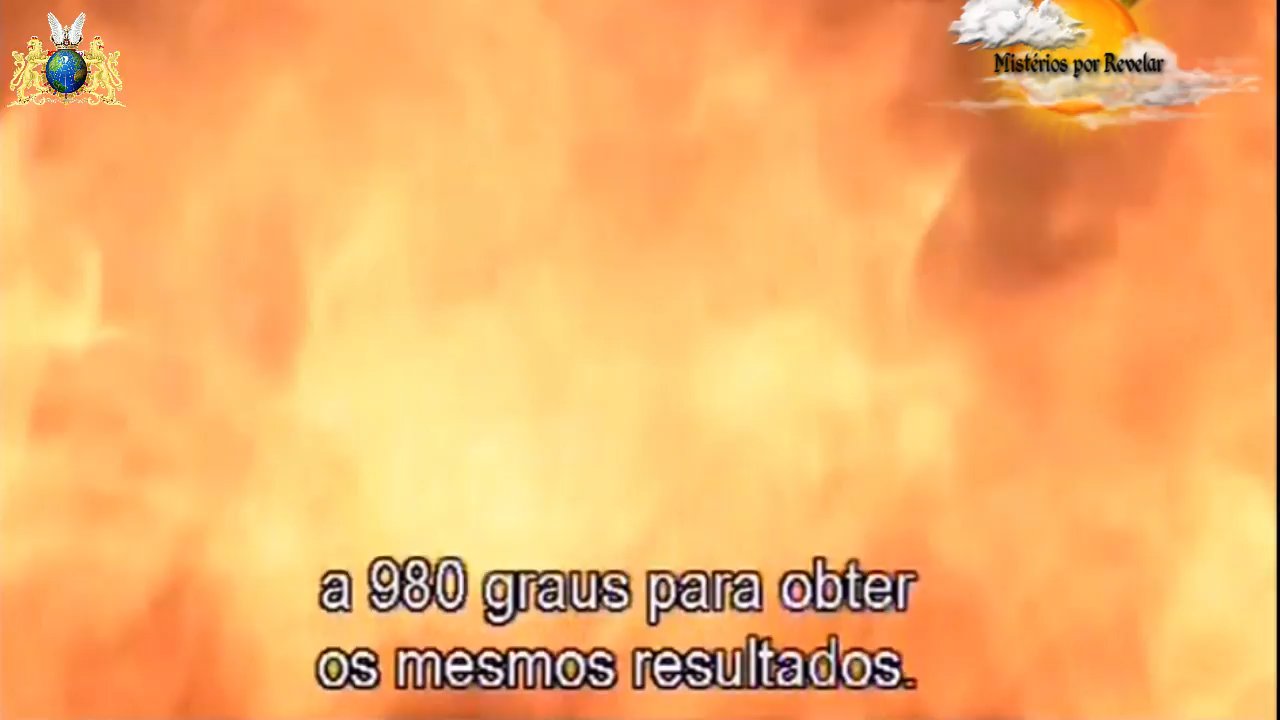 Mistérios por Revelar
a 980 graus para obter
os mesmos resultados.